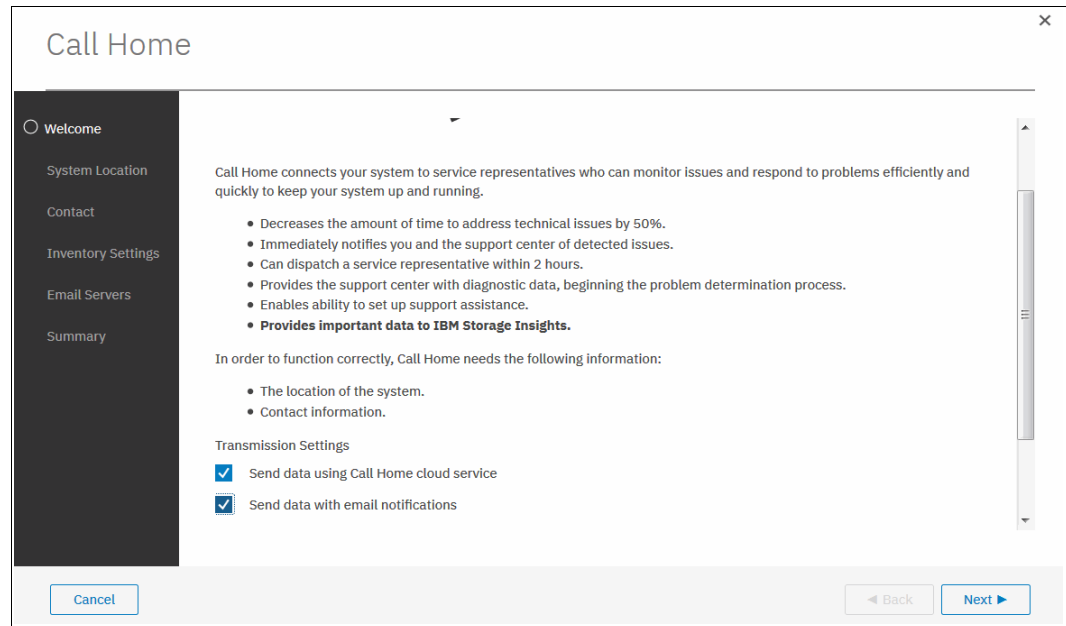 Call Home
Welcome
System Location
Contact
Inventory Settings
Email Servers
Summary
Call Home connects your system to service representatives who can monitor issues and respond to problems efficiently and
quickly to keep your system up and running.
Decreases the amount of time to address technical issues by 50%.
Immediately notifies you and the support center of detected issues.
Can dispatch a service representative within 2 hours.
Provides the support center with diagnostic data, beginning the problem determination process.
Enables ability to set up support assistance.
Provides important data to IBM Storage Insights.
In order to function correctly, Call Home needs the following information:
The location of the system.
Contact information.
Transmission Settings
Send data using Call Home cloud service
Send data with email notifications
Cancel
Back
Next